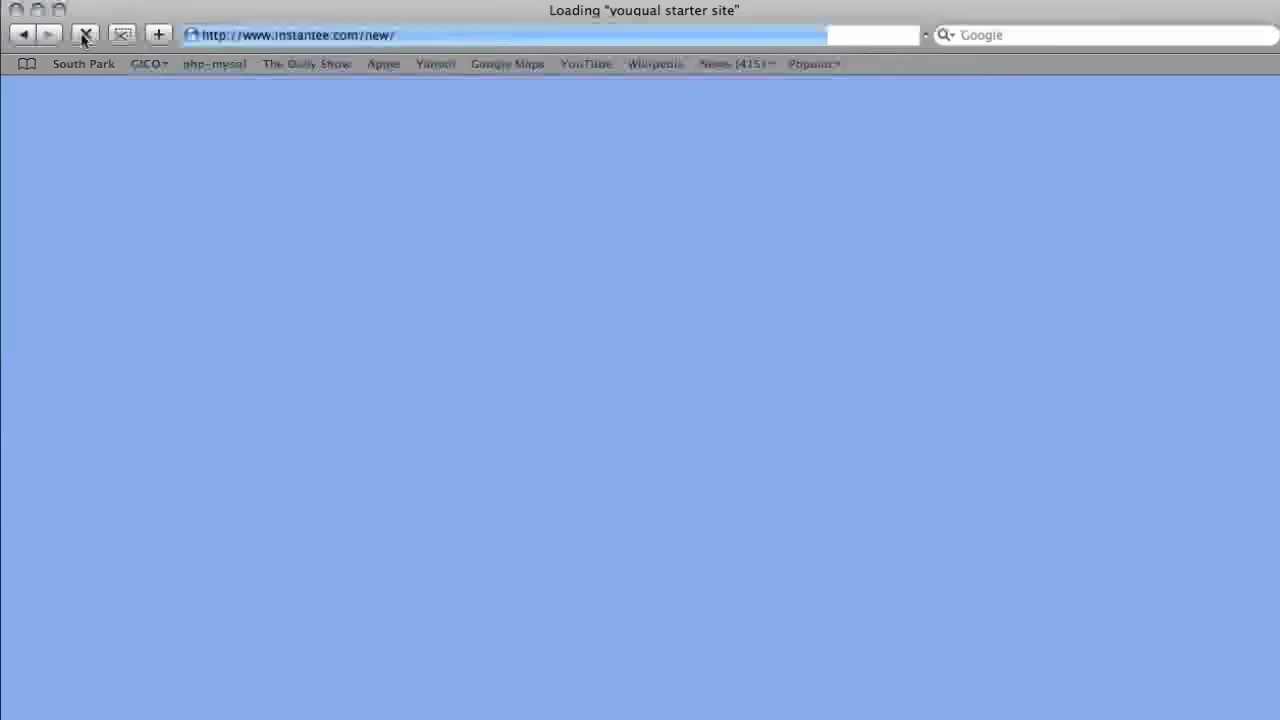 Loading "youqual starter site"
http://www.instantee.com/new/
Google
South Park GICO php-mysql The Daily Show Apple Yahoo! Google Maps YouTube Wikipedia News (415) Popular